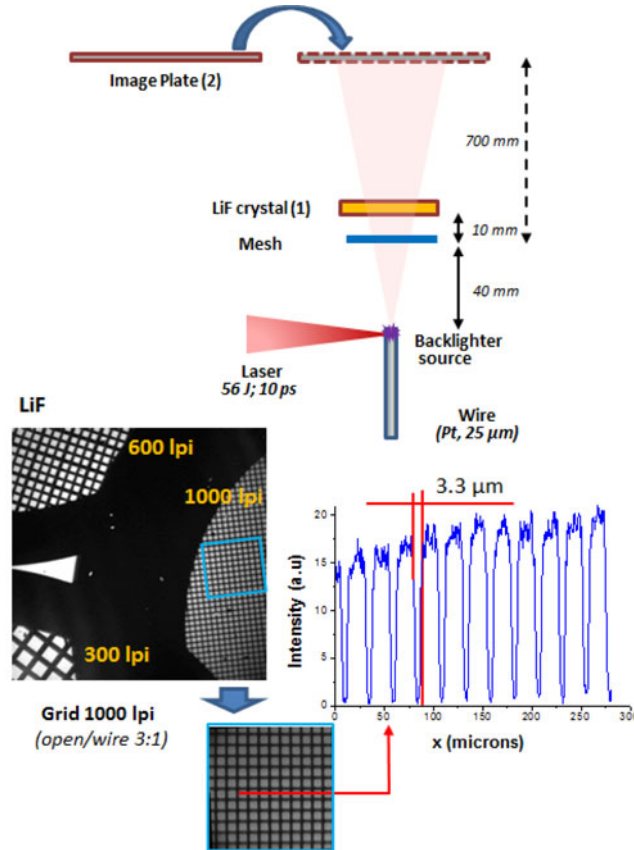 Image Plate (2)
700 mm
LiF crystal (1)
10 mm
Mesh
40 mm
Backlighter
source
Laser
56 J; 10 ps
Wire
(Pt, 25 µm)
LiF
600 lpi
1000 lpi
300 lpi
Grid 1000 lpi
(open/wire 3:1)
3.3 µm
Intensity (a.u)
20
15
10
5
0
0 50 100 150 200 250 300
x (microns)